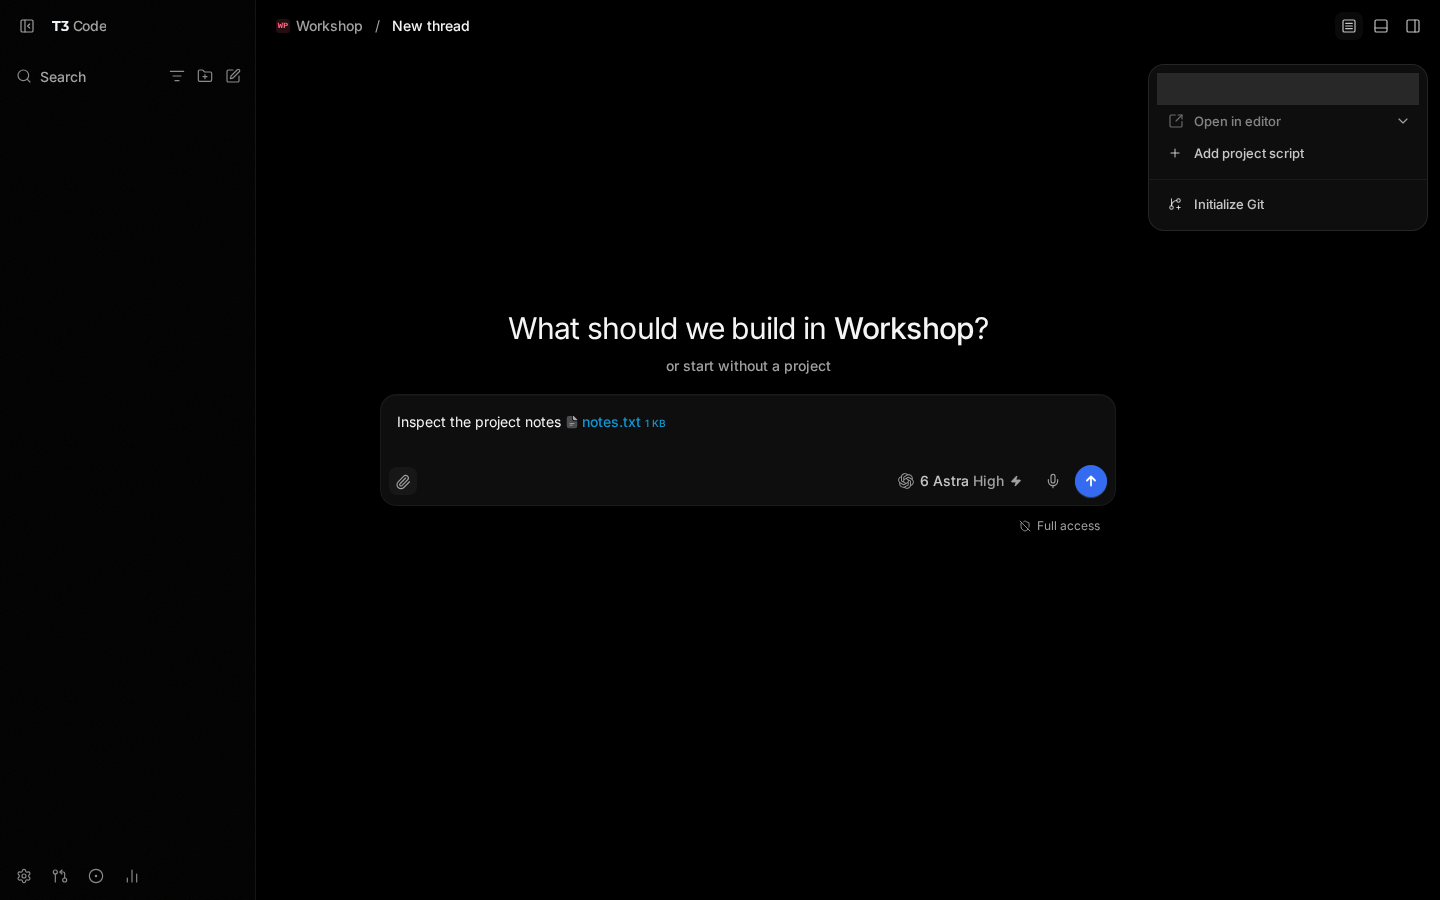 T3 Code
WP Workshop / New thread
Search
Open in editor
Add project script
Initialize Git
What should we build in Workshop?
or start without a project
Inspect the project notes notes.txt 1 KB
6 Astra High
Full access